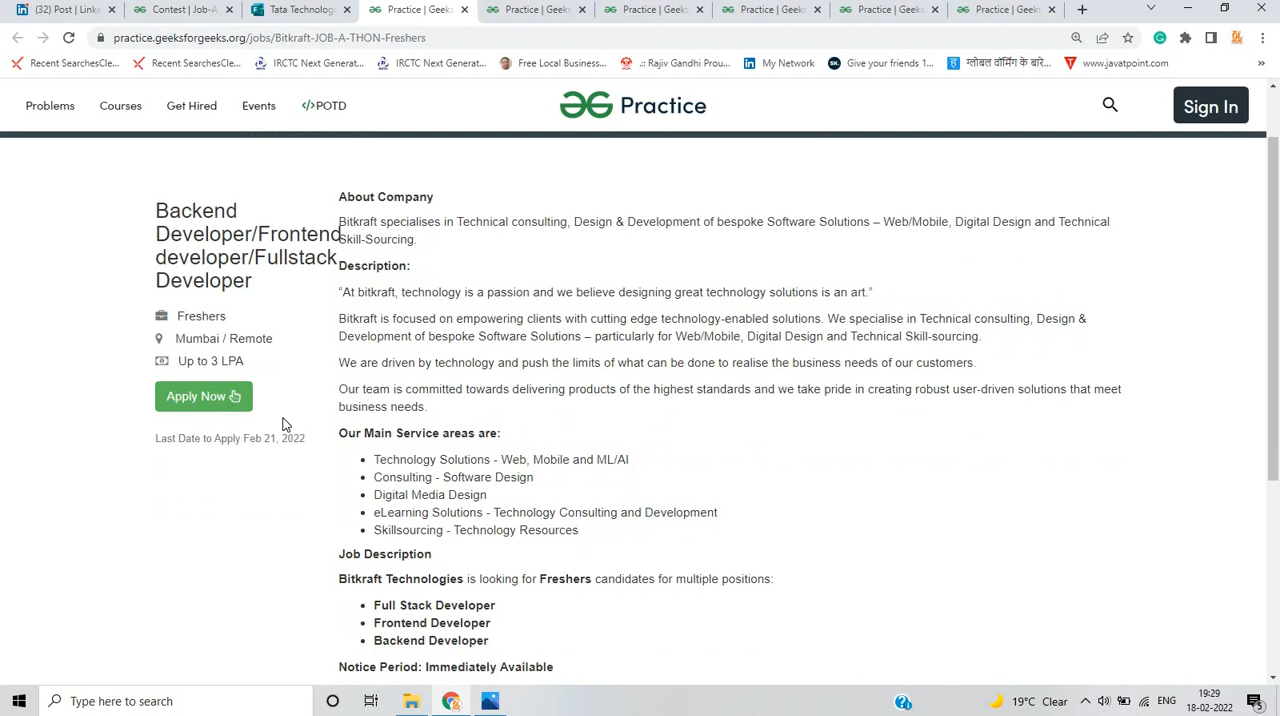 (32) Post | Linke
Contest | Job-A
Tata Technolog
Practice | Geeks
Practice | Geeks
Practice | Geeks
Practice | Geeks
Practice | Geeks
Practice | Geeks
practice.geeksforgeeks.org/jobs/Bitkraft-JOB-A-THON-Freshers
Recent SearchesCle...
Recent SearchesCle...
IRCTC Next Generat...
IRCTC Next Generat...
Free Local Business...
.:: Rajiv Gandhi Prou...
My Network
Give your friends 1...
ग्लोबल वॉर्मिंग के बारे...
www.javatpoint.com
»
Problems
Courses
Get Hired
Events
</>POTD
Practice
Sign In
Backend
Developer/Frontend
developer/Fullstack
Developer
Freshers
Mumbai / Remote
Up to 3 LPA
Apply Now
Last Date to Apply Feb 21, 2022
About Company
Bitkraft specialises in Technical consulting, Design & Development of bespoke Software Solutions – Web/Mobile, Digital Design and Technical
Skill-Sourcing.
Description:
“At bitkraft, technology is a passion and we believe designing great technology solutions is an art.”
Bitkraft is focused on empowering clients with cutting edge technology-enabled solutions. We specialise in Technical consulting, Design &
Development of bespoke Software Solutions – particularly for Web/Mobile, Digital Design and Technical Skill-sourcing.
We are driven by technology and push the limits of what can be done to realise the business needs of our customers.
Our team is committed towards delivering products of the highest standards and we take pride in creating robust user-driven solutions that meet
business needs.
Our Main Service areas are:
• Technology Solutions - Web, Mobile and ML/AI
• Consulting - Software Design
• Digital Media Design
• eLearning Solutions - Technology Consulting and Development
• Skillsourcing - Technology Resources
Job Description
Bitkraft Technologies is looking for Freshers candidates for multiple positions:
• Full Stack Developer
• Frontend Developer
• Backend Developer
Notice Period: Immediately Available
Type here to search
19°C Clear
ENG
19:29
18-02-2022
5